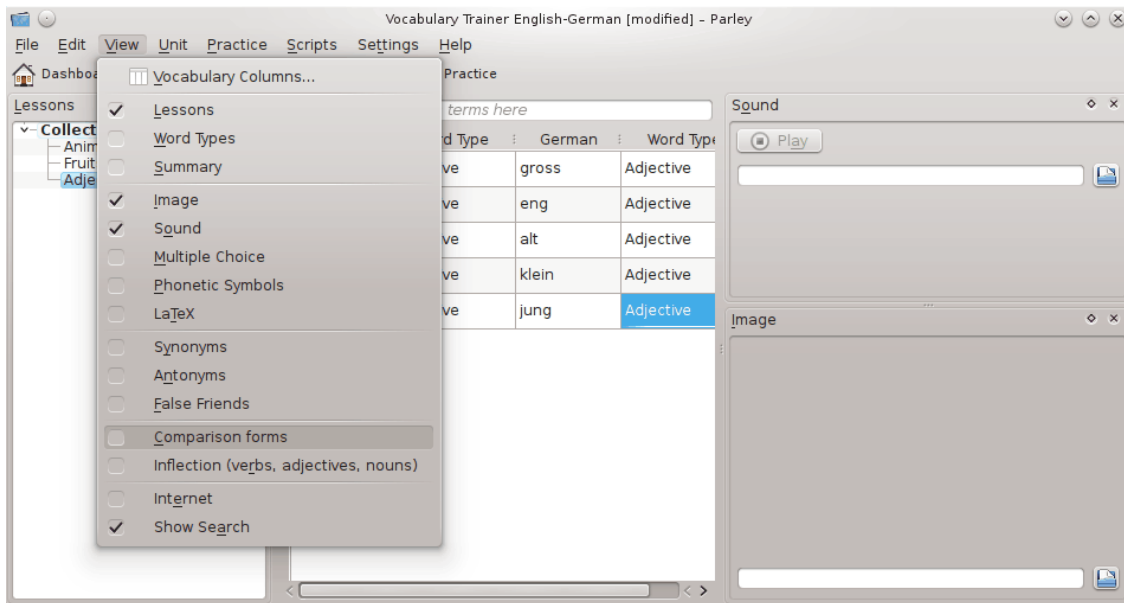 Vocabulary Trainer English-German [modified] – Parley
File Edit View Unit Practice Scripts Settings Help
Dashboa Practice
Vocabulary Columns...
Lessons
Word Types
Summary
Image
Sound
Multiple Choice
Phonetic Symbols
LaTeX
Synonyms
Antonyms
False Friends
Comparison forms
Inflection (verbs, adjectives, nouns)
Internet
Show Search
Lessons
Collect
Anim
Fruit
Adje
terms here
d Type German Word Type
ve gross Adjective
ve eng Adjective
ve alt Adjective
ve klein Adjective
ve jung Adjective
Sound
Play
Image